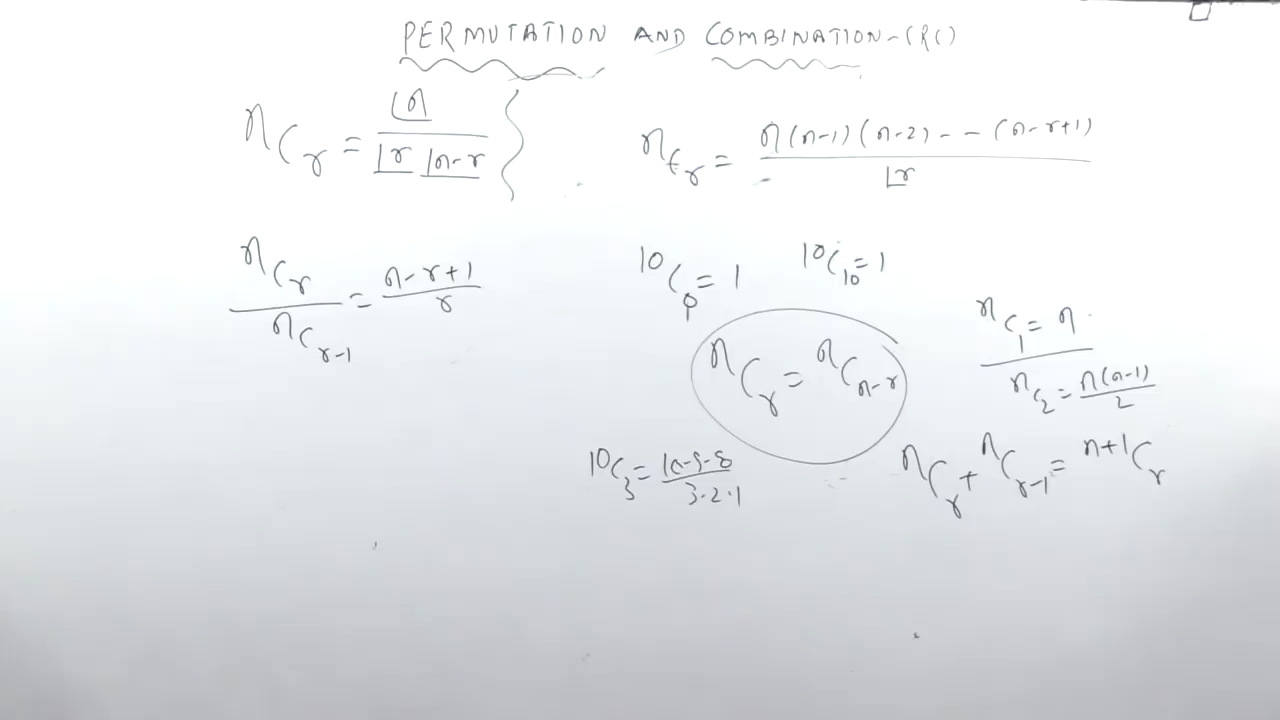 PERMUTATION AND COMBINATION-(RC)
nCr = ⌊n / ⌊r ⌊n-r
nCr = n(n-1)(n-2)--(n-r+1) / ⌊r
nCr / nCr-1 = n-r+1 / r
10C0 = 1
10C10 = 1
nC1 = n
nCr = nCn-r
nC2 = n(n-1) / 2
10C3 = 10-9-8 / 3.2.1
nCr + nCr-1 = n+1Cr